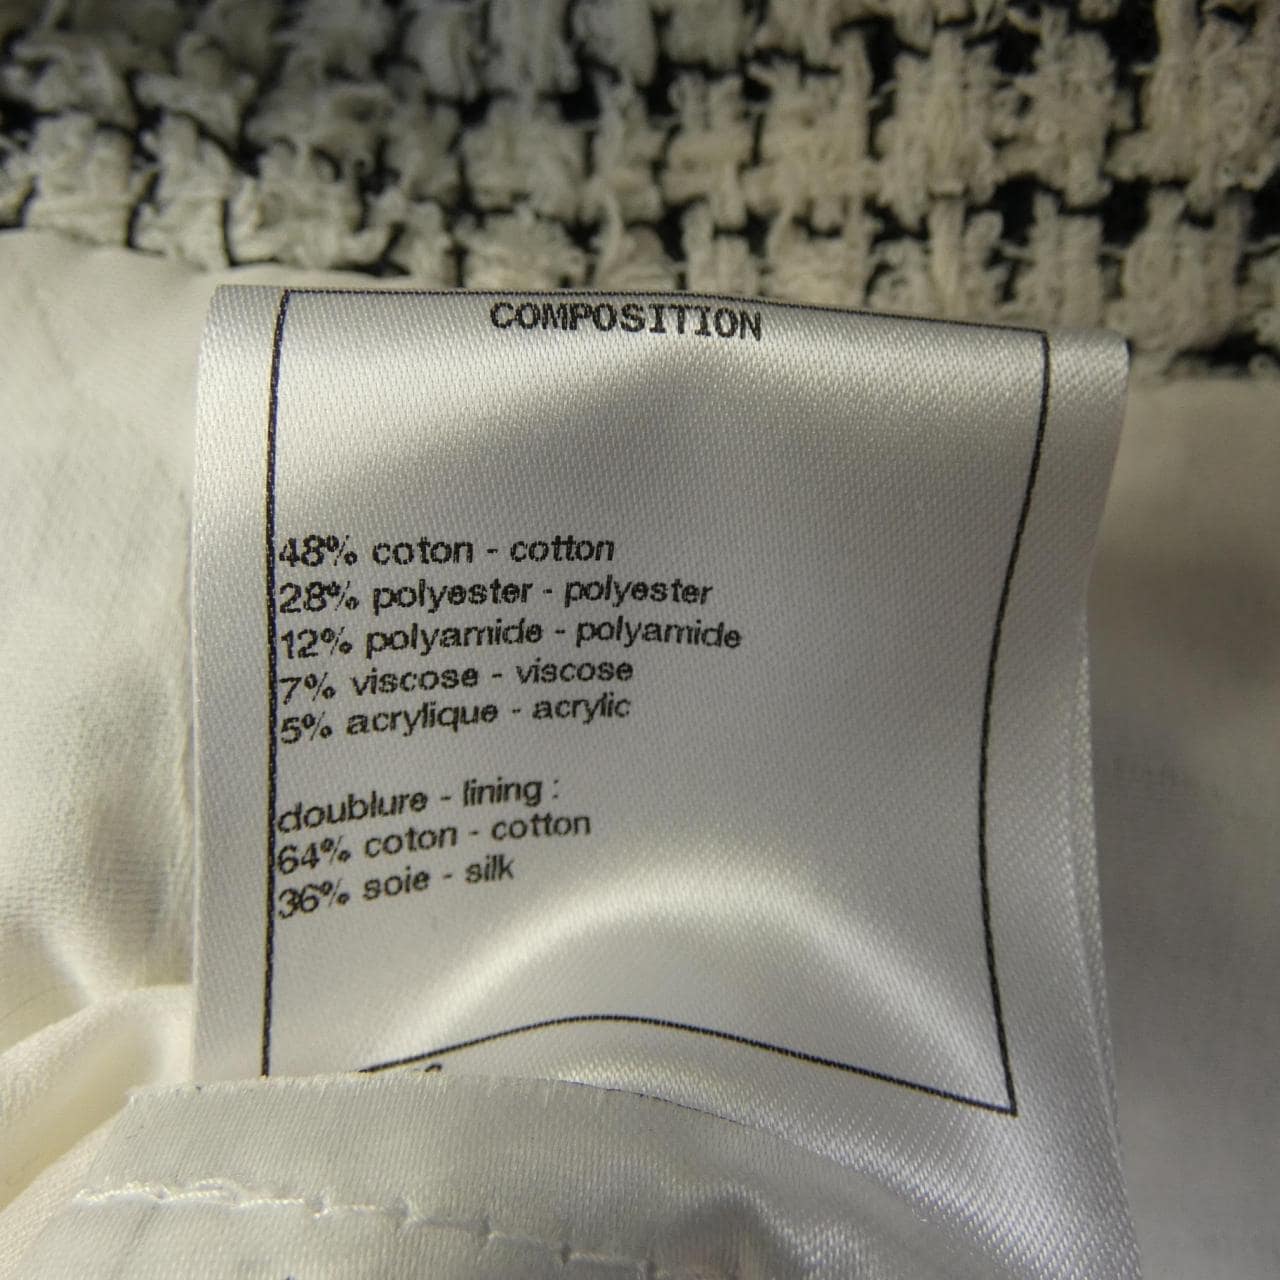 COMPOSITION
48% coton - cotton
28% polyester - polyester
12% polyamide - polyamide
7% viscose - viscose
5% acrylique - acrylic
doublure - lining :
64% coton - cotton
36% soie - silk